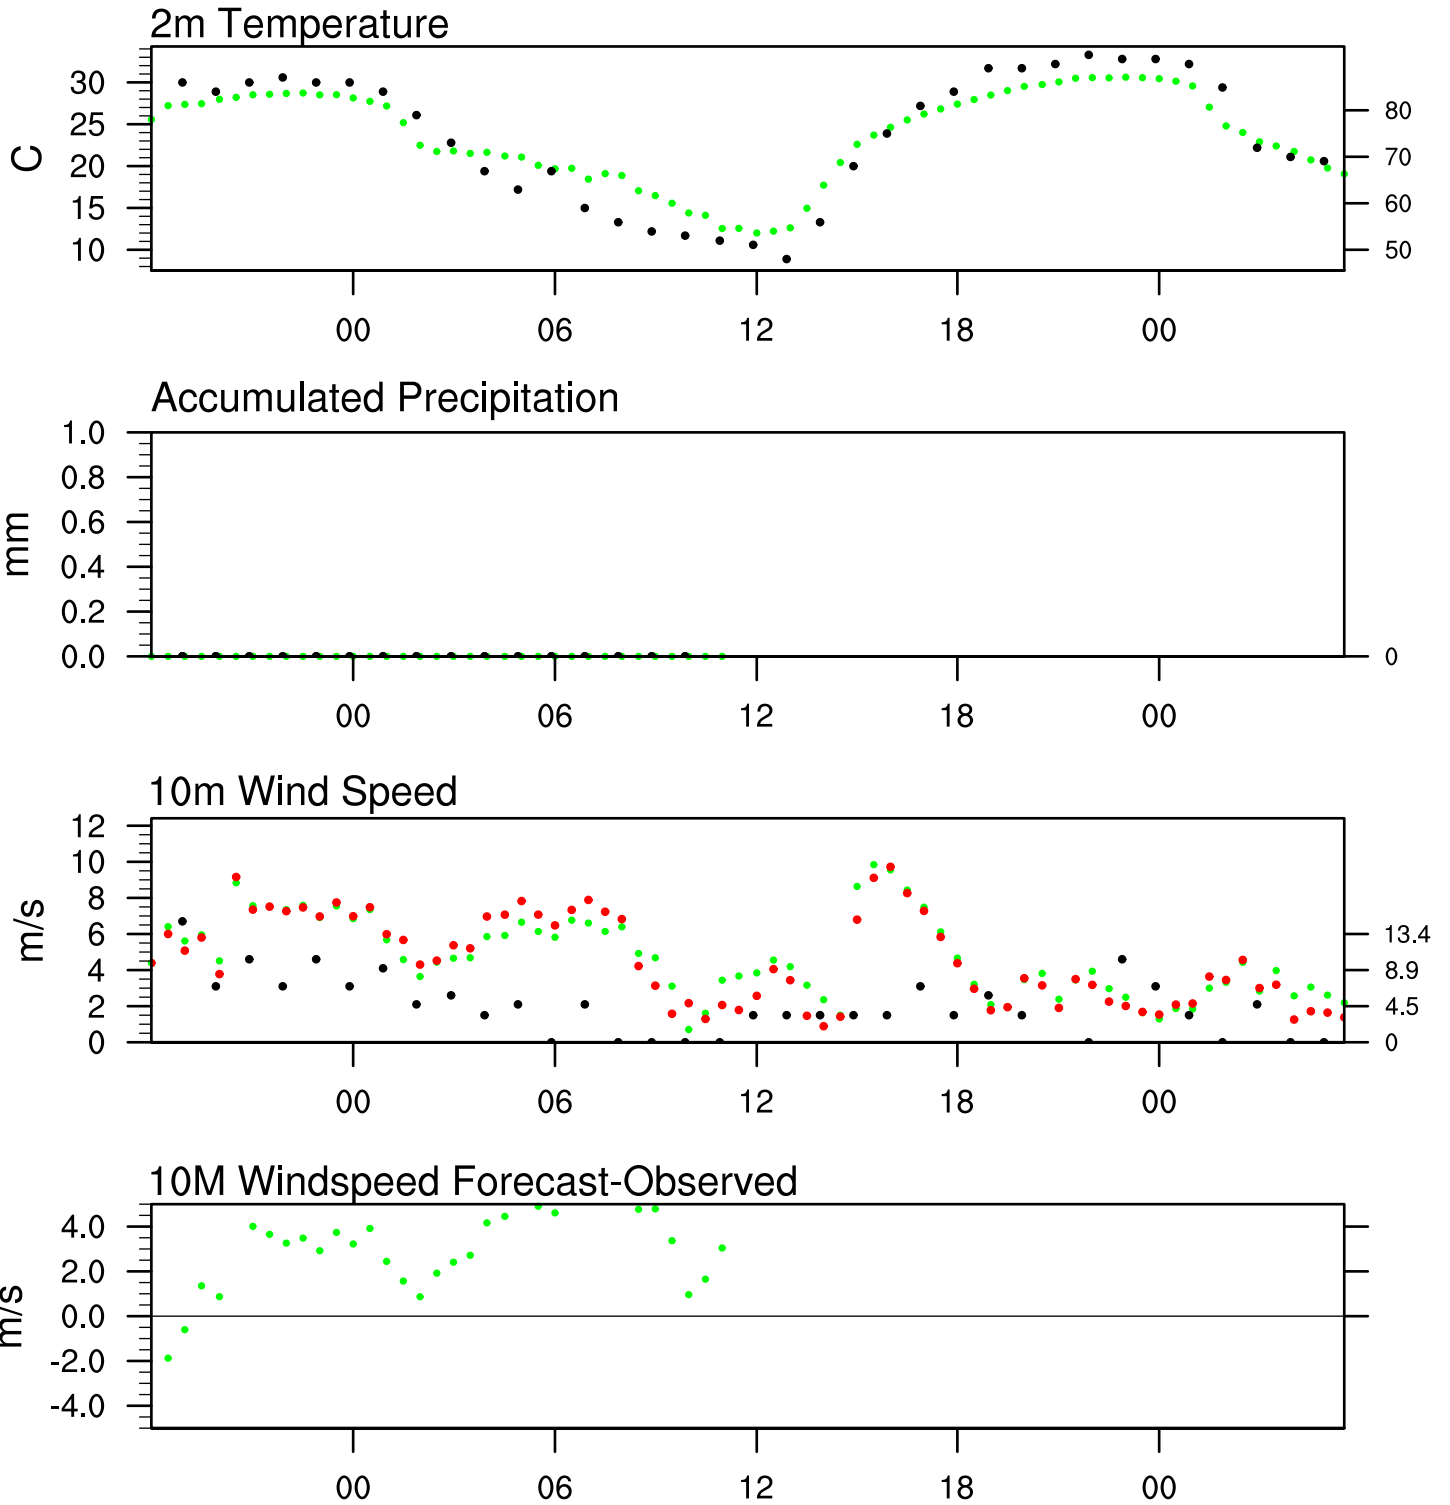 2m Temperature
C
30
25
20
15
10
80
70
60
50
00 06 12 18 00
Accumulated Precipitation
mm
1.0
0.8
0.6
0.4
0.2
0.0
0
00 06 12 18 00
10m Wind Speed
m/s
12
10
8
6
4
2
0
13.4
8.9
4.5
0
00 06 12 18 00
10M Windspeed Forecast-Observed
m/s
4.0
2.0
0.0
-2.0
-4.0
00 06 12 18 00